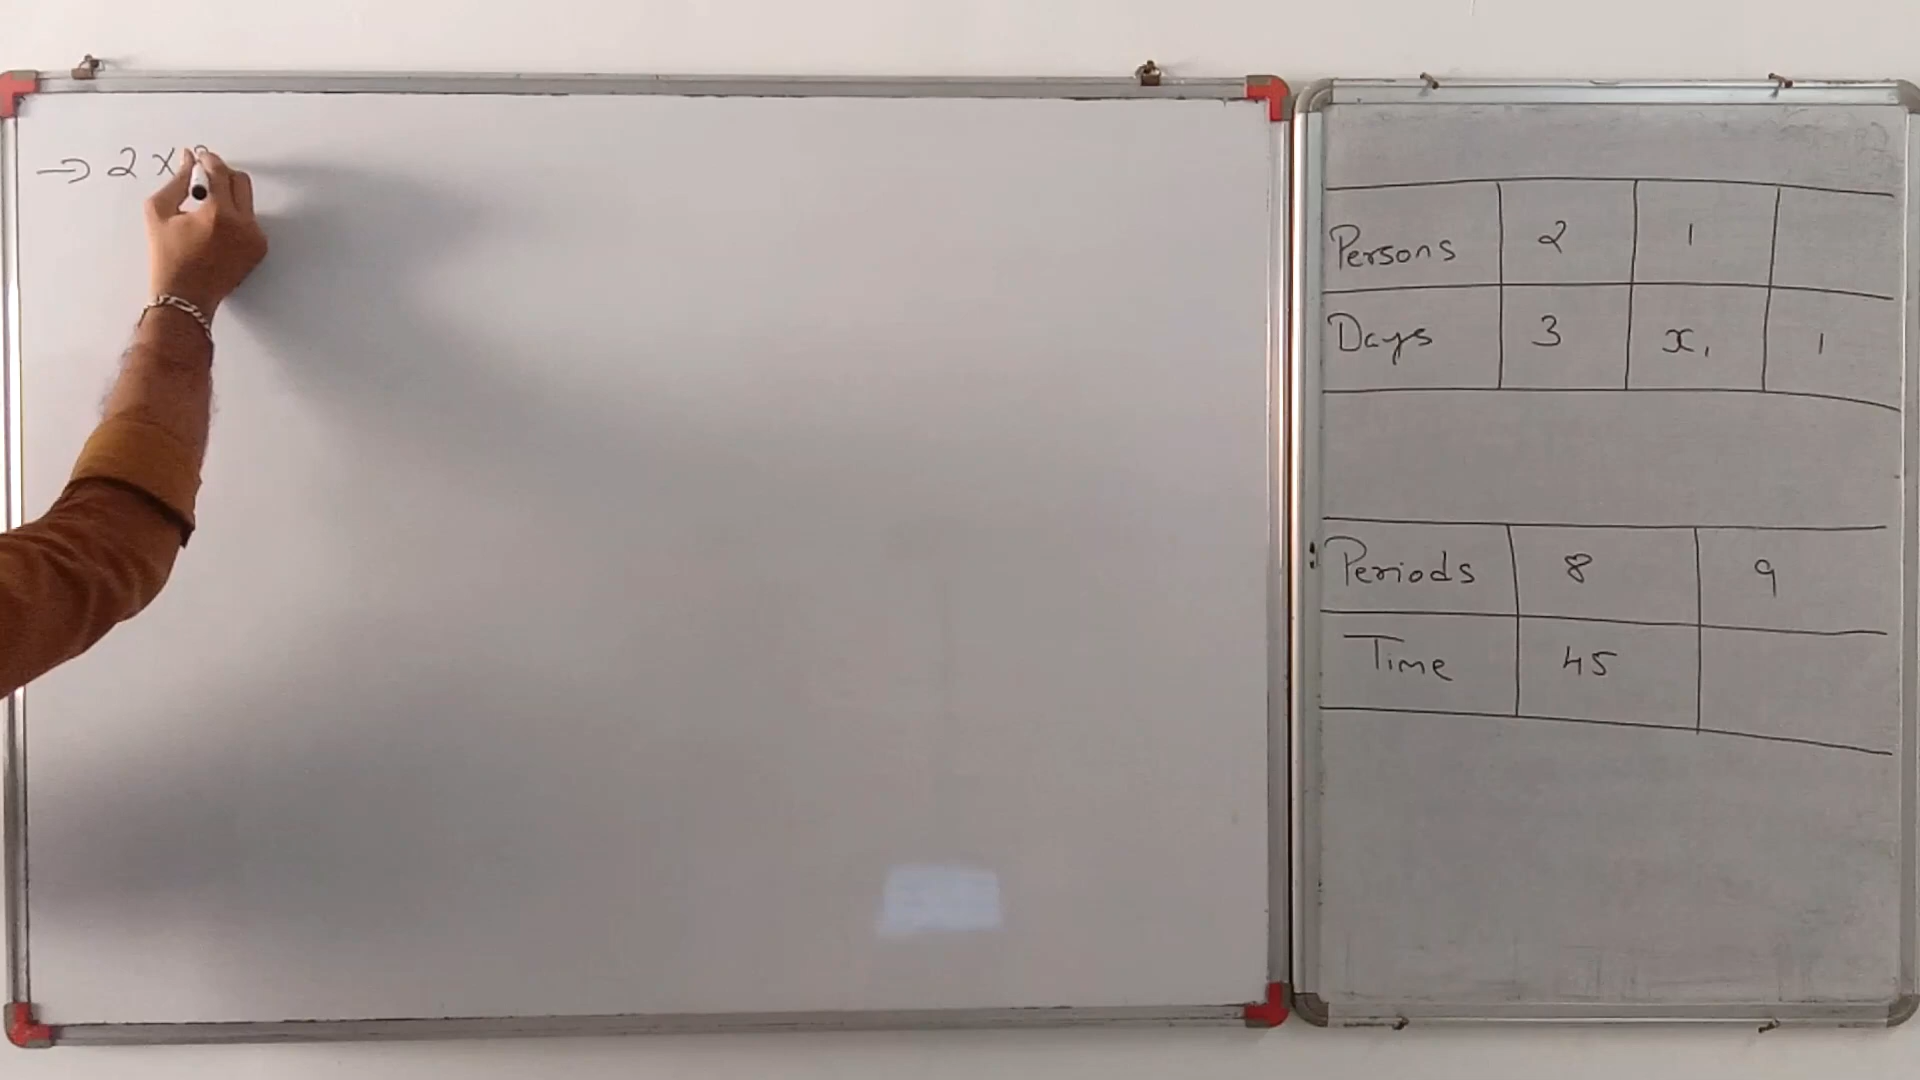 → 2 ×
Persons 2 1
Days 3 x₁ 1
Periods 8 9
Time 45